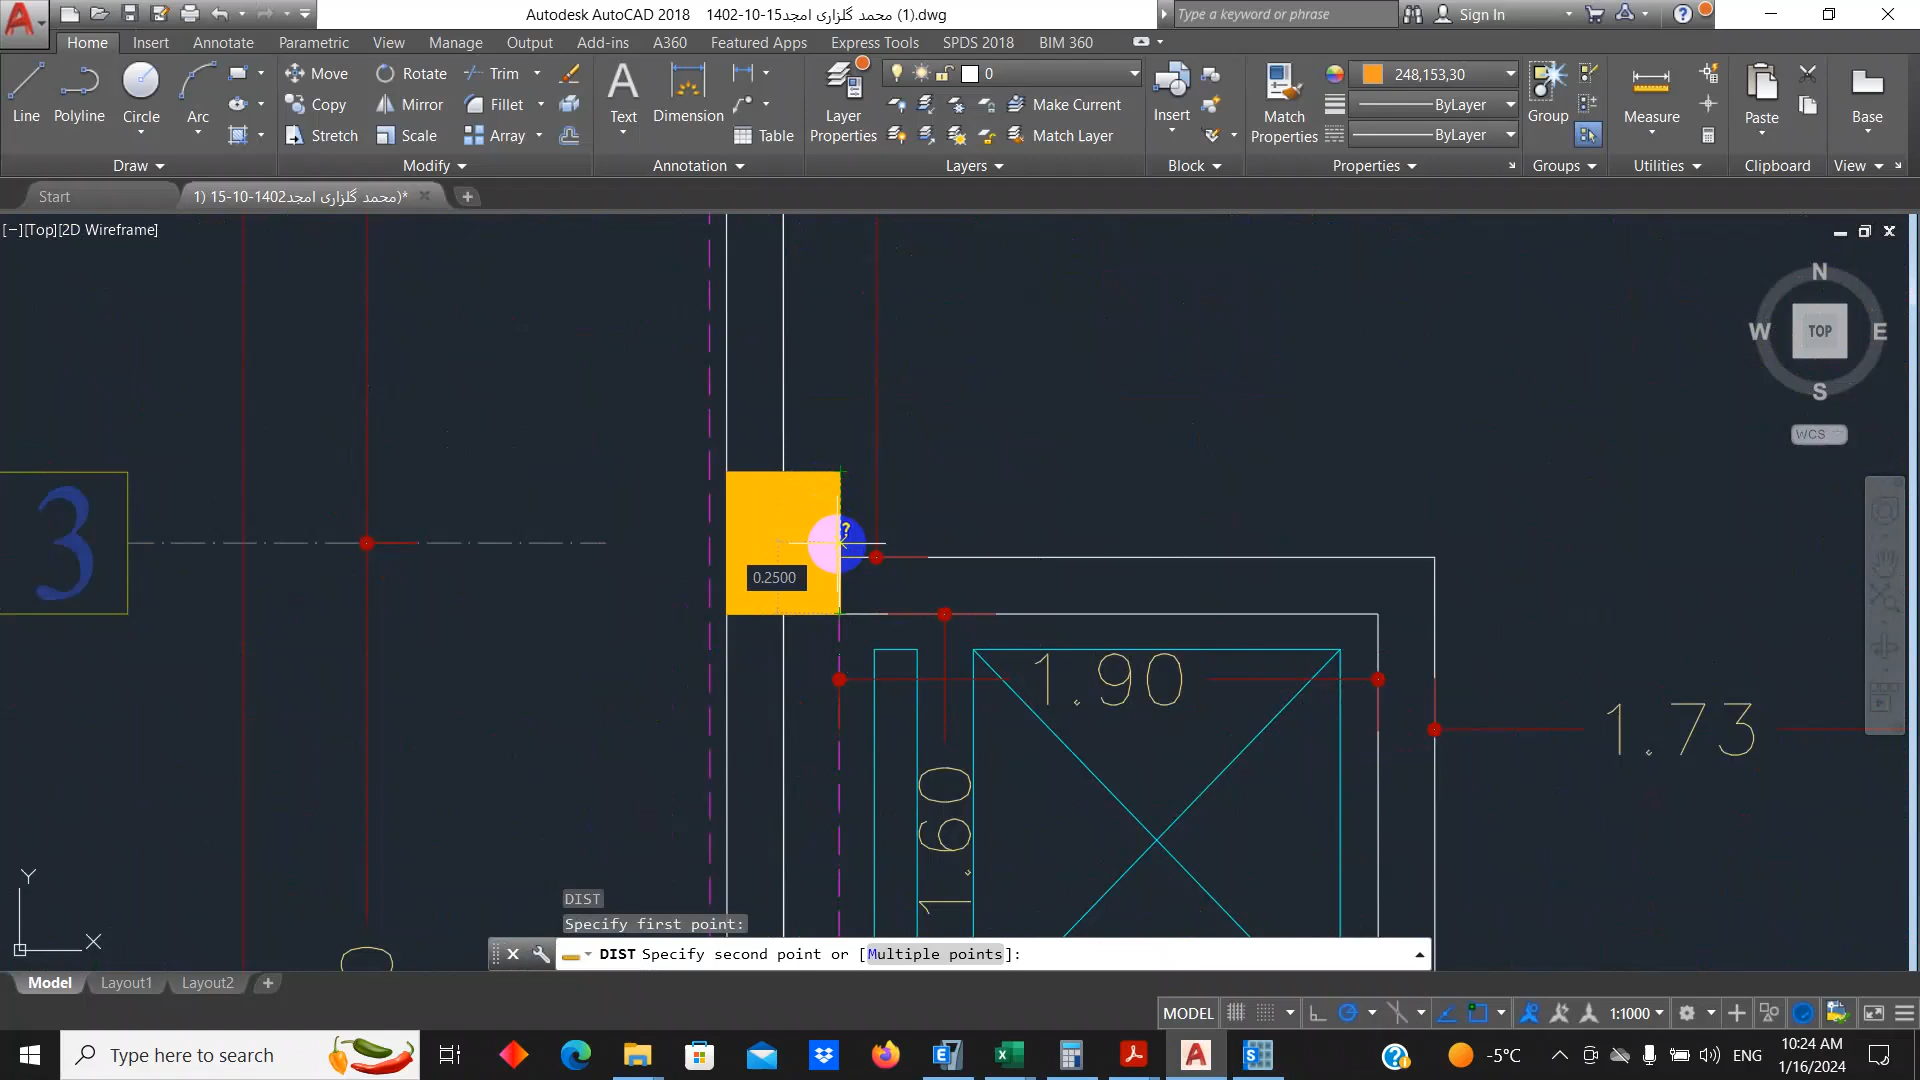 Autodesk AutoCAD 2018 محمد گلزاری امجد15-10-1402 (1).dwg
Type a keyword or phrase
Sign In
Home Insert Annotate Parametric View Manage Output Add-ins A360 Featured Apps Express Tools SPDS 2018 BIM 360
Line Polyline Circle Arc
Move Rotate Trim
Copy Mirror Fillet
Stretch Scale Array
Text Dimension Table
Layer Properties
0
Make Current
Match Layer
Insert
Match Properties
248,153,30
ByLayer
ByLayer
Group
Measure
Paste
Base
Draw Modify Annotation Layers Block Properties Groups Utilities Clipboard View
Start
محمد گلزاری امجد15-10-1402 (1)*
[−][Top][2D Wireframe]
N
W TOP E
S
WCS
3
0.2500
1.90
1.73
1.60
0
Y
X
DIST
Specify first point:
DIST Specify second point or [Multiple points]:
Model Layout1 Layout2
MODEL
1:1000
Type here to search
-5°C
ENG
10:24 AM
1/16/2024